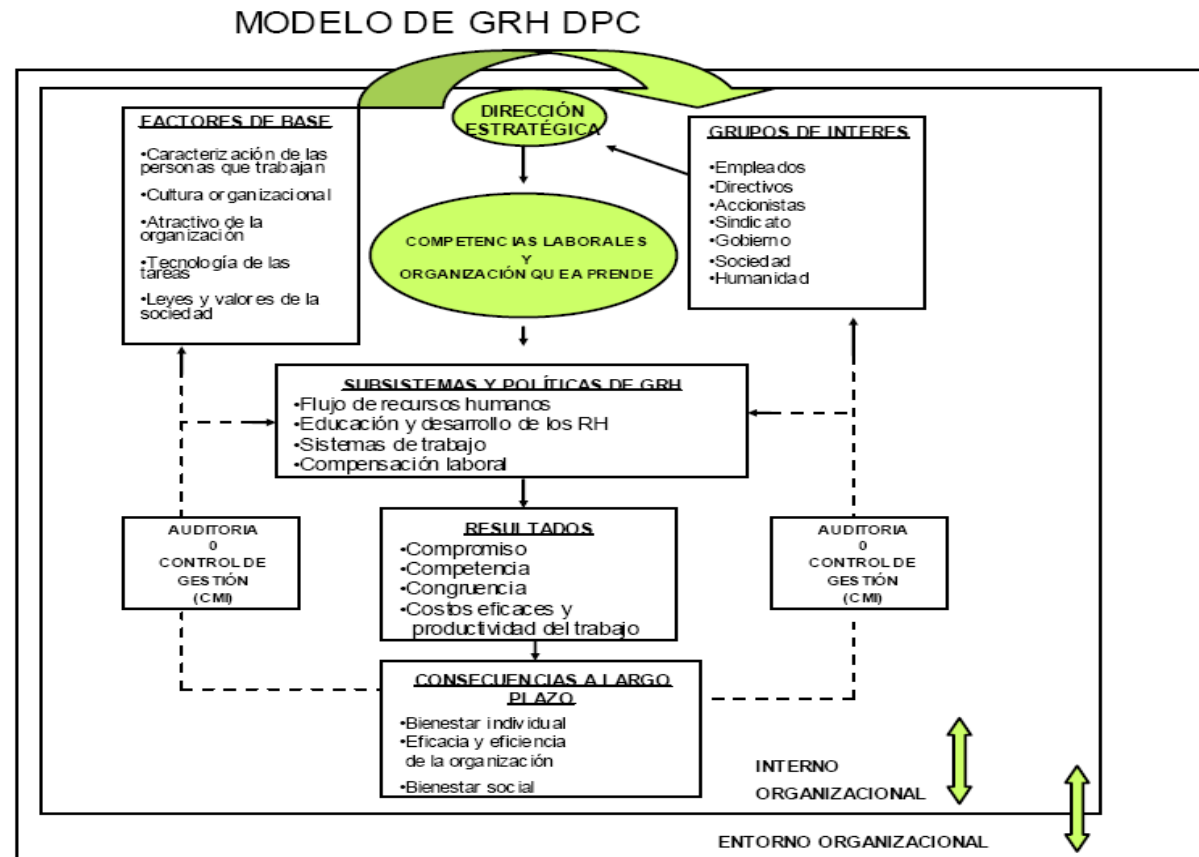 MODELO DE GRH DPC
FACTORES DE BASE
•Caracterización de las
personas que trabajan
•Cultura organizacional
•Atractivo de la
organización
•Tecnología de las
tareas
•Leyes y valores de la
sociedad
DIRECCIÓN
ESTRATÉGICA
GRUPOS DE INTERES
•Empleados
•Directivos
•Accionistas
•Sindicato
•Gobierno
•Sociedad
•Humanidad
COMPETENCIAS LABORALES
Y
ORGANIZACIÓN QU E A PRENDE
SUBSISTEMAS Y POLÍTICAS DE GRH
•Flujo de recursos humanos
•Educación y desarrollo de los RH
•Sistemas de trabajo
•Compensación laboral
AUDITORIA
0
CONTROL DE
GESTIÓN
(CMI)
RESULTADOS
•Compromiso
•Competencia
•Congruencia
•Costos eficaces y
productividad del trabajo
AUDITORIA
0
CONTROL DE
GESTIÓN
(CMI)
CONSECUENCIAS A LARGO
PLAZO
•Bienestar individual
•Eficacia y eficiencia
de la organización
•Bienestar social
INTERNO
ORGANIZACIONAL
ENTORNO ORGANIZACIONAL